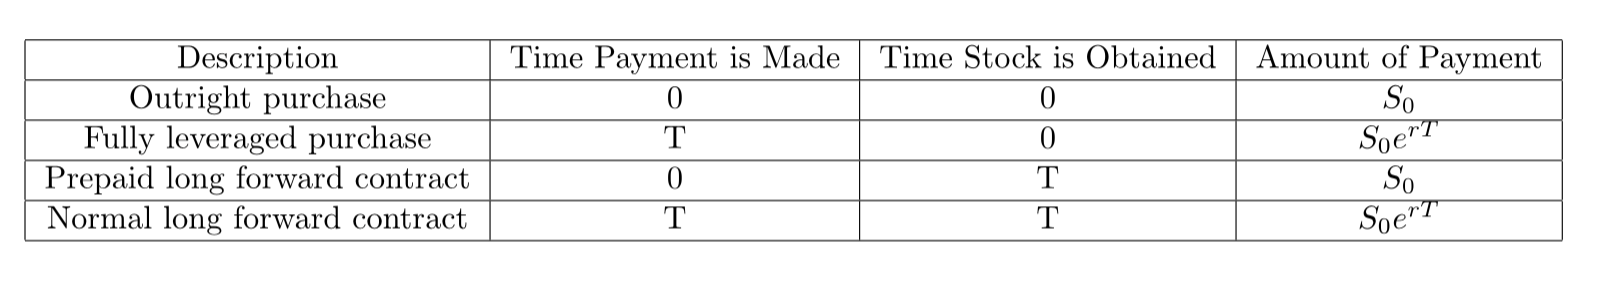 Description Time Payment is Made Time Stock is Obtained Amount of Payment
Outright purchase 0 0 $S_0$
Fully leveraged purchase T 0 $S_0e^{rT}$
Prepaid long forward contract 0 T $S_0$
Normal long forward contract T T $S_0e^{rT}$